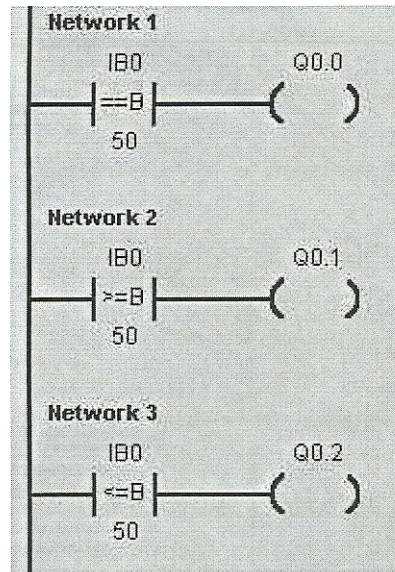 Network 1
IB0 Q0.0
==B
50
Network 2
IB0 Q0.1
>=B
50
Network 3
IB0 Q0.2
<=B
50